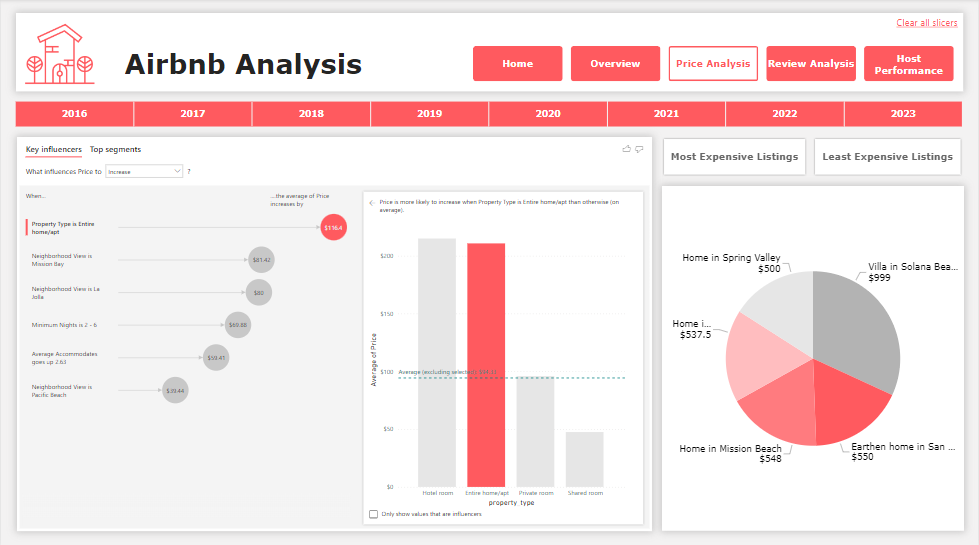 Clear all slicers
Airbnb Analysis
Home
Overview
Price Analysis
Review Analysis
Host
Performance
2016
2017
2018
2019
2020
2021
2022
2023
Key influencers
Top segments
What influences Price to
Increase
?
When...
...the average of Price
increases by
Property Type is Entire
home/apt
$116.4
Neighborhood View is
Mission Bay
$81.42
Neighborhood View is La
Jolla
$80
Minimum Nights is 2 - 6
$69.88
Average Accommodates
goes up 2.63
$59.41
Neighborhood View is
Pacific Beach
$39.44
Price is more likely to increase when Property Type is Entire home/apt than otherwise (on
average).
Average of Price
$200
$150
$100
$50
$0
Average (excluding selected):
Hotel room
Entire home/apt
Private room
Shared room
property_type
Only show values that are influencers
Most Expensive Listings
Least Expensive Listings
Home in Spring Valley
$500
Villa in Solana Bea...
$999
Home i...
$537.5
Home in Mission Beach
$548
Earthen home in San ...
$550